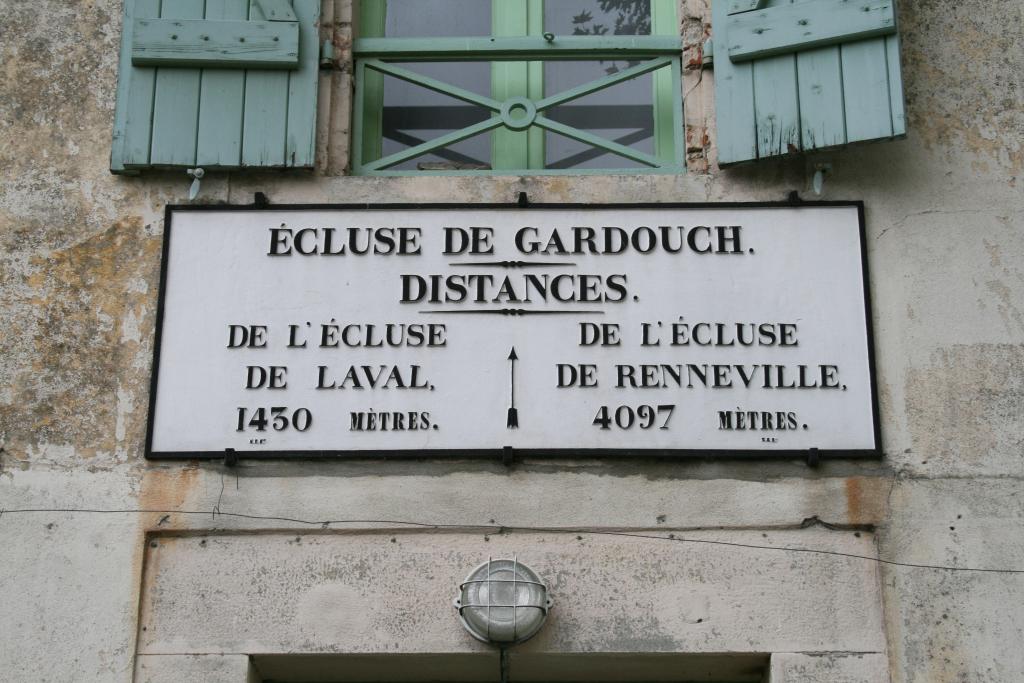 ÉCLUSE DE GARDOUCH.
DISTANCES.
DE L'ÉCLUSE
DE LAVAL,
1430 MÈTRES.
DE L'ÉCLUSE
DE RENNEVILLE,
4097 MÈTRES.